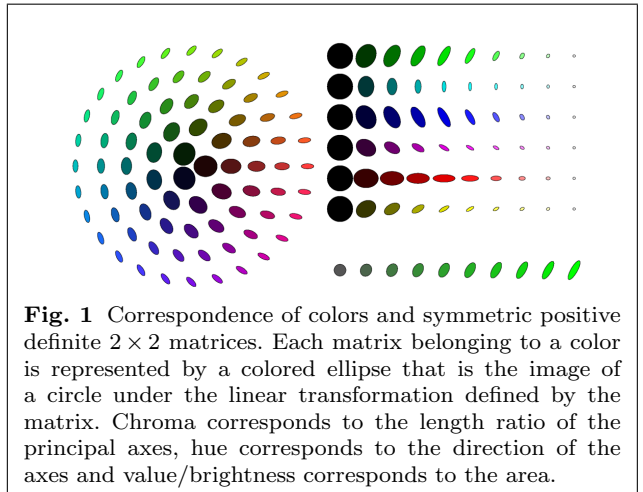 Fig. 1 Correspondence of colors and symmetric positive
definite 2 × 2 matrices. Each matrix belonging to a color
is represented by a colored ellipse that is the image of
a circle under the linear transformation defined by the
matrix. Chroma corresponds to the length ratio of the
principal axes, hue corresponds to the direction of the
axes and value/brightness corresponds to the area.